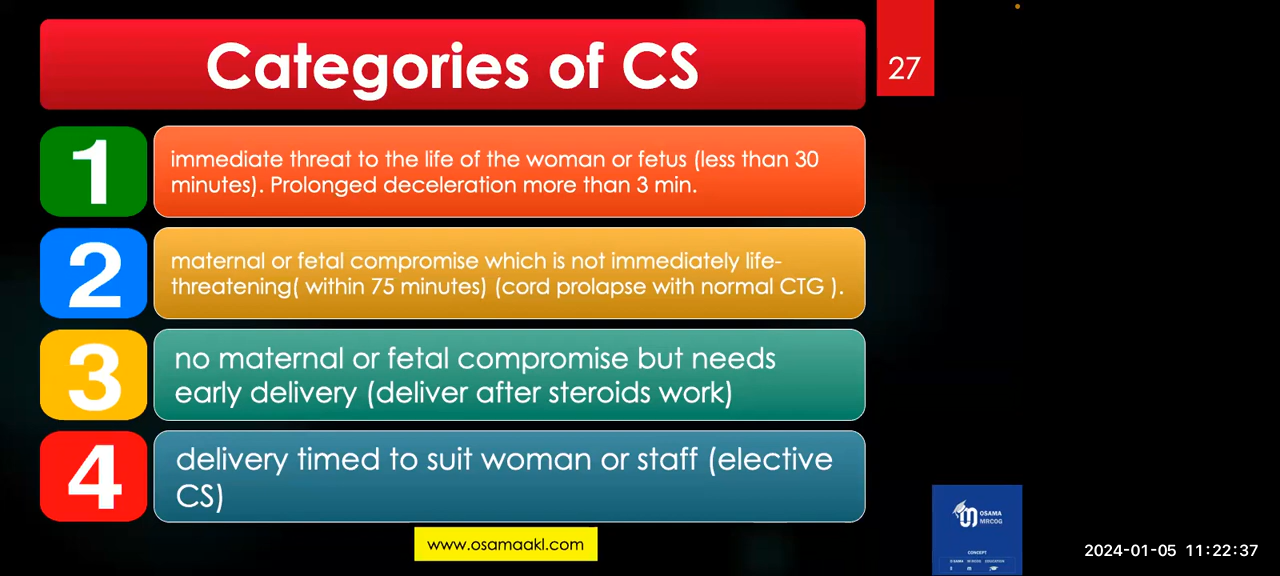 Categories of CS
27
1
immediate threat to the life of the woman or fetus (less than 30
minutes). Prolonged deceleration more than 3 min.
2
maternal or fetal compromise which is not immediately life-
threatening( within 75 minutes) (cord prolapse with normal CTG ).
3
no maternal or fetal compromise but needs
early delivery (deliver after steroids work)
4
delivery timed to suit woman or staff (elective
CS)
www.osamaakl.com
OSAMA
MRCOG
CONCEPT
2024-01-05 11:22:37